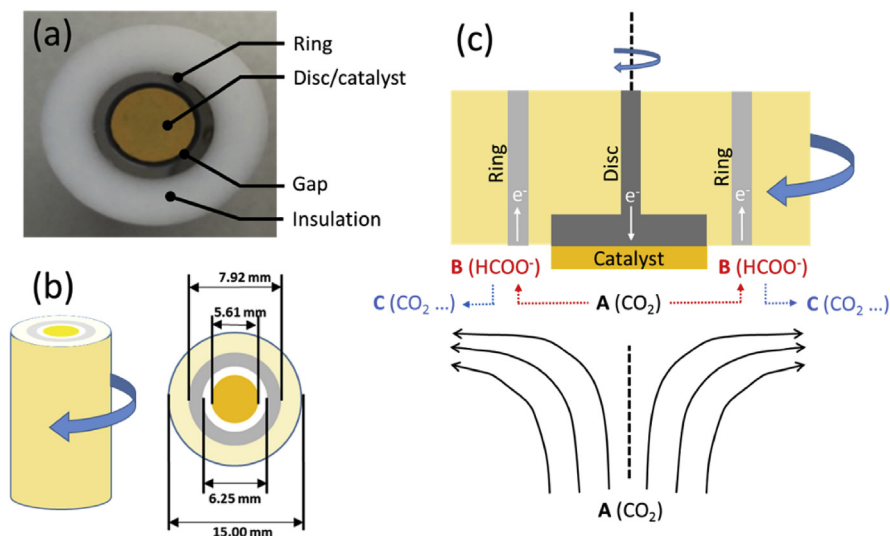 (a)
Ring
Disc/catalyst
Gap
Insulation
(b)
7.92 mm
5.61 mm
6.25 mm
15.00 mm
(c)
Ring
Disc
Ring
e⁻
e⁻
e⁻
Catalyst
B (HCOO⁻)
B (HCOO⁻)
C (CO₂ ...)
A (CO₂)
C (CO₂ ...)
A (CO₂)